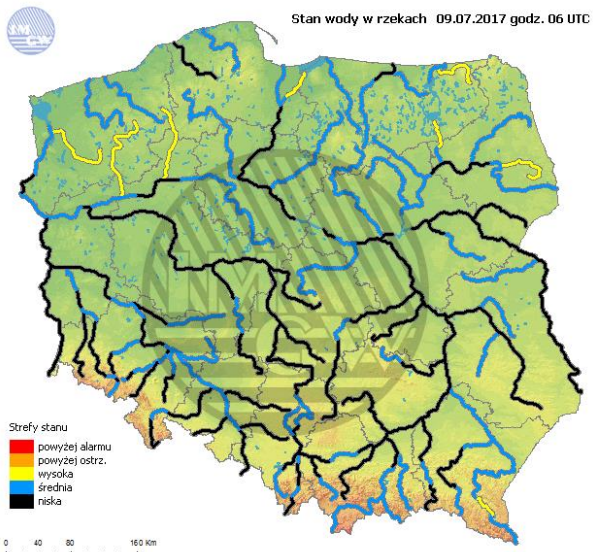 Stan wody w rzekach 09.07.2017 godz. 06 UTC
IMGW
Strefy stanu
powyżej alarmu
powyżej ostrz.
wysoka
średnia
niska
0 40 80 160 Km